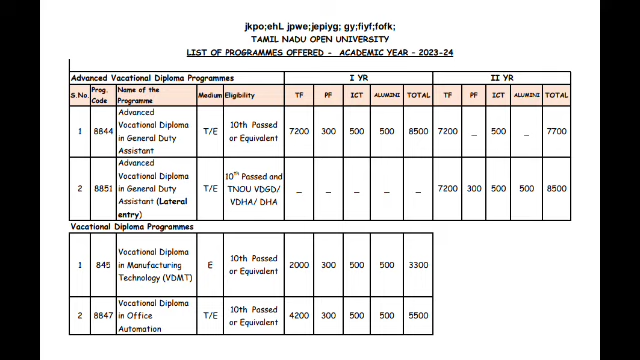 jkpo;ehL jpwe;jepiyg; gy;fiyf;fofk;
TAMIL NADU OPEN UNIVERSITY
LIST OF PROGRAMMES OFFERED - ACADEMIC YEAR - 2023-24
Advanced Vacational Diploma Programmes I YR II YR
S.No. Prog. Code Name of the Programme Medium Eligibility TF PF ICT ALUMINI TOTAL TF PF ICT ALUMINI TOTAL
1 8844 Advanced Vocational Diploma in General Duty Assistant T/E 10th Passed or Equivalent 7200 300 500 500 8500 7200 _ 500 _ 7700
2 8851 Advanced Vocational Diploma in General Duty Assistant (Lateral entry) T/E 10th Passed and TNOU VDGD/ VDHA/ DHA _ _ _ _ _ 7200 300 500 500 8500
Vacational Diploma Programmes
1 845 Vocational Diploma in Manufacturing Technology (VDMT) E 10th Passed or Equivalent 2000 300 500 500 3300
2 8847 Vocational Diploma in Office Automation T/E 10th Passed or Equivalent 4200 300 500 500 5500